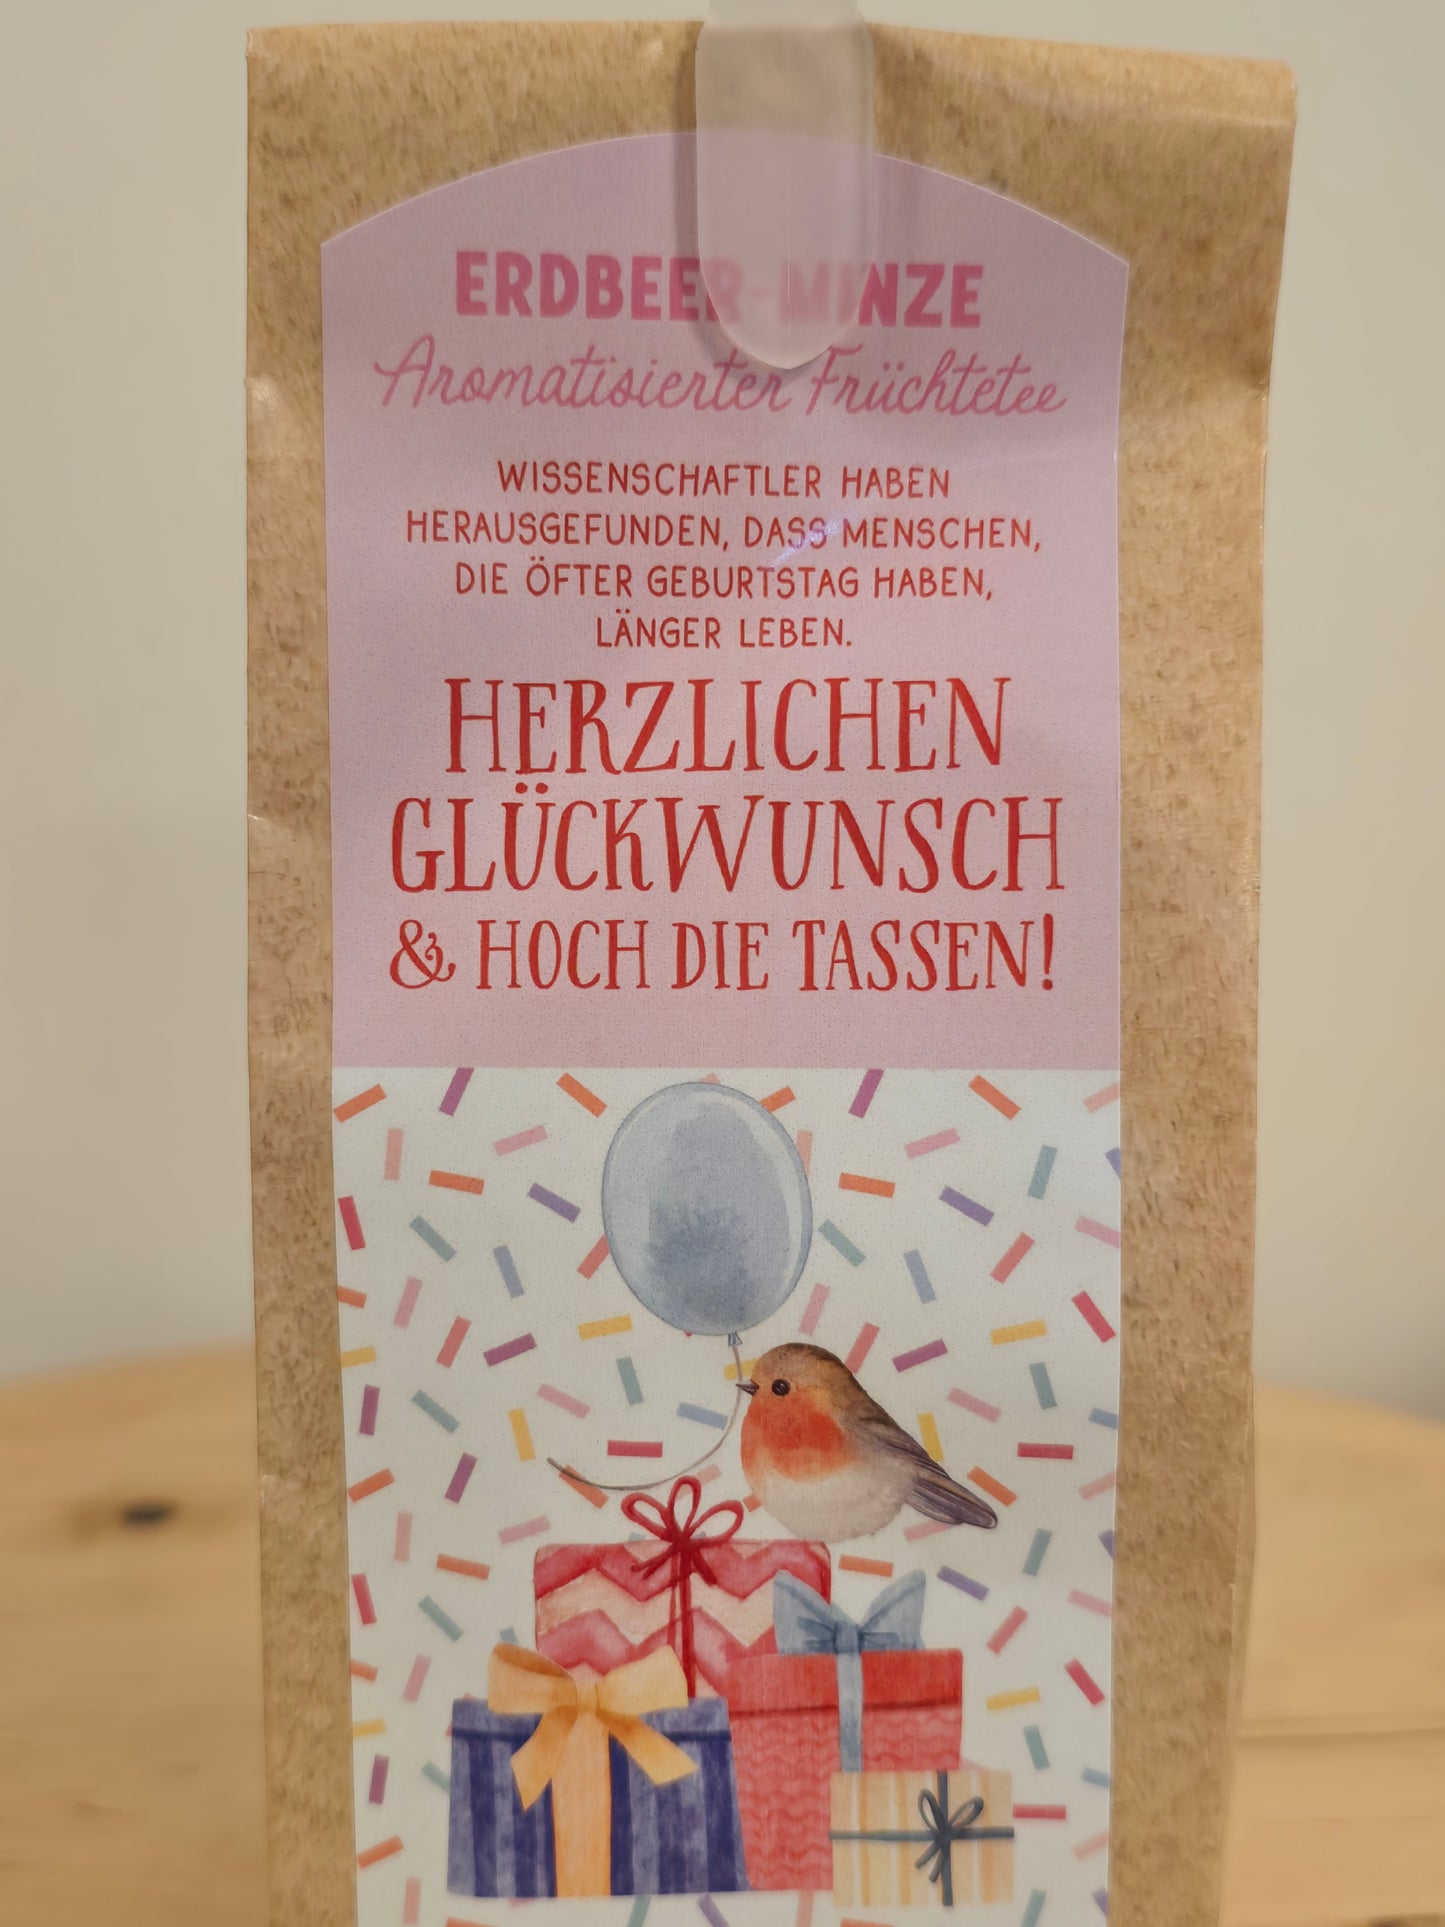 ERDBEER-MINZE
Aromatisierter Früchtetee
WISSENSCHAFTLER HABEN
HERAUSGEFUNDEN, DASS MENSCHEN,
DIE ÖFTER GEBURTSTAG HABEN,
LÄNGER LEBEN.
HERZLICHEN
GLÜCKWUNSCH
& HOCH DIE TASSEN!